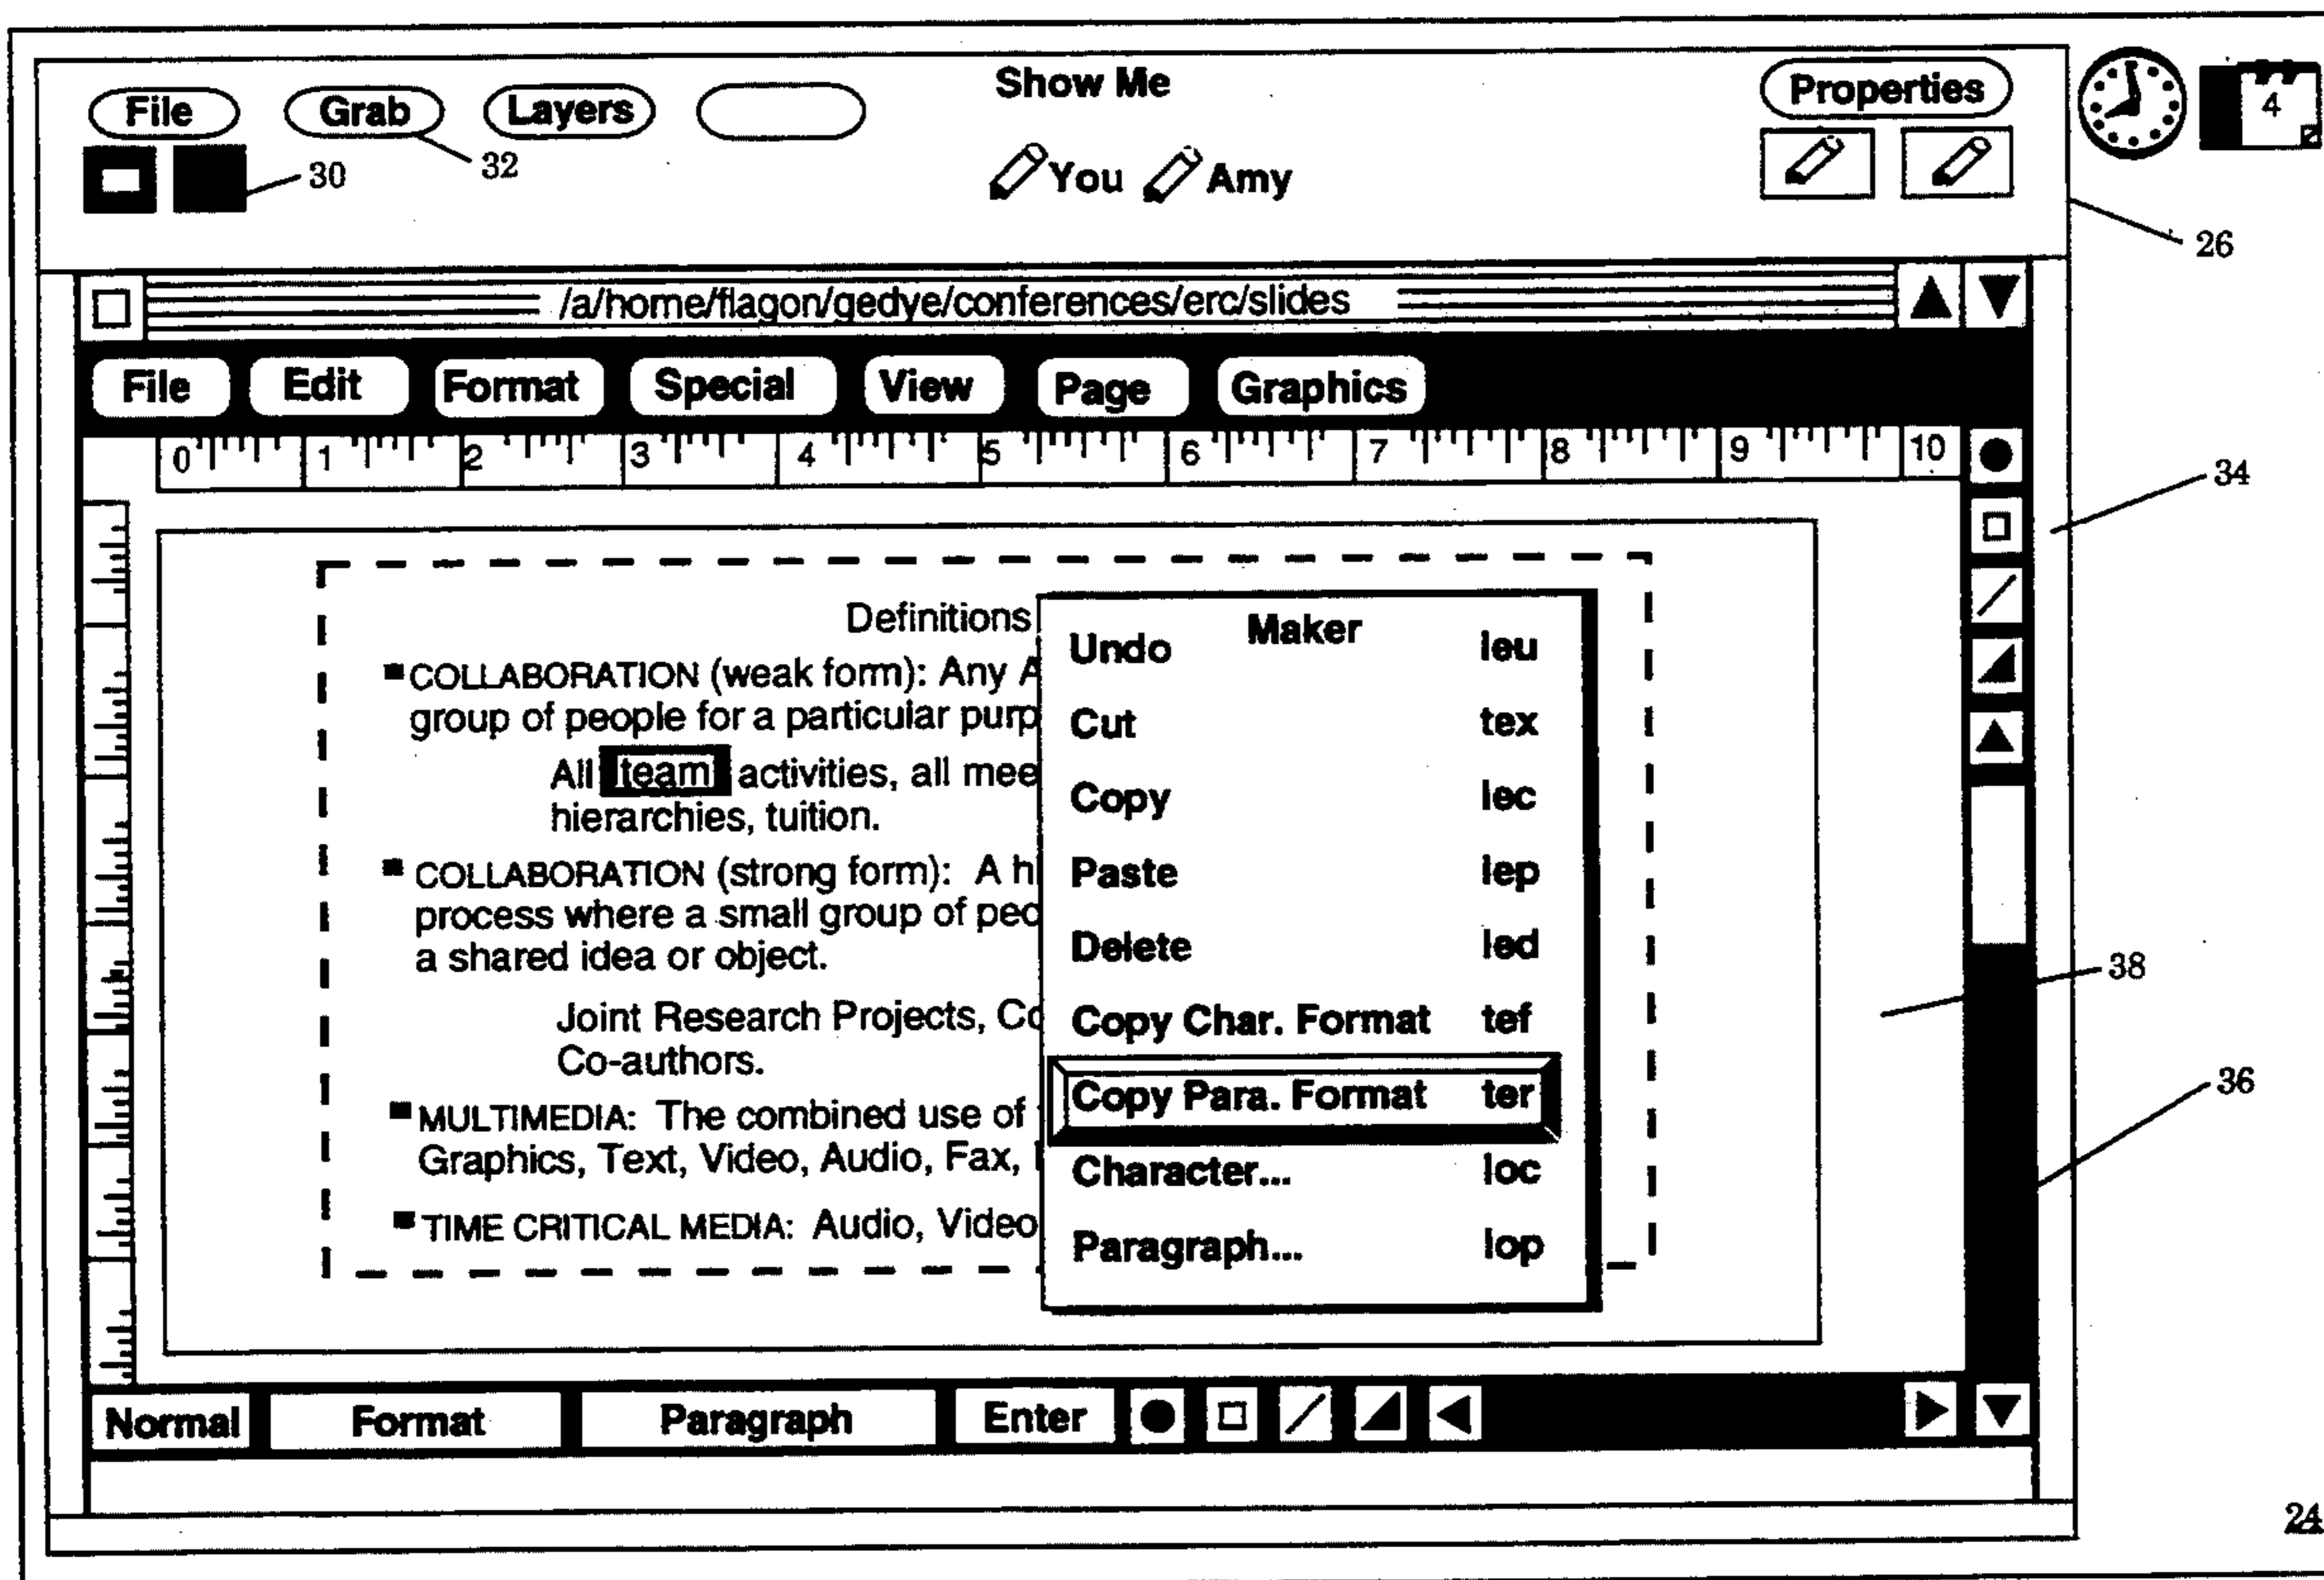 Show Me
File Grab Layers Properties
4
30 32
You Amy
26
/a/home/flagon/gedye/conferences/erc/slides
File Edit Format Special View Page Graphics
0 1 2 3 4 5 6 7 8 9 10
34
Definitions
■ COLLABORATION (weak form): Any A
group of people for a particular purp
All team activities, all mee
hierarchies, tuition.
■ COLLABORATION (strong form): A h
process where a small group of peo
a shared idea or object.
Joint Research Projects, Co
Co-authors.
■ MULTIMEDIA: The combined use of
Graphics, Text, Video, Audio, Fax,
■ TIME CRITICAL MEDIA: Audio, Video
Maker
Undo leu
Cut tex
Copy lec
Paste lep
Delete led
Copy Char. Format tef
Copy Para. Format ter
Character... loc
Paragraph... lop
38
36
Normal Format Paragraph Enter
24